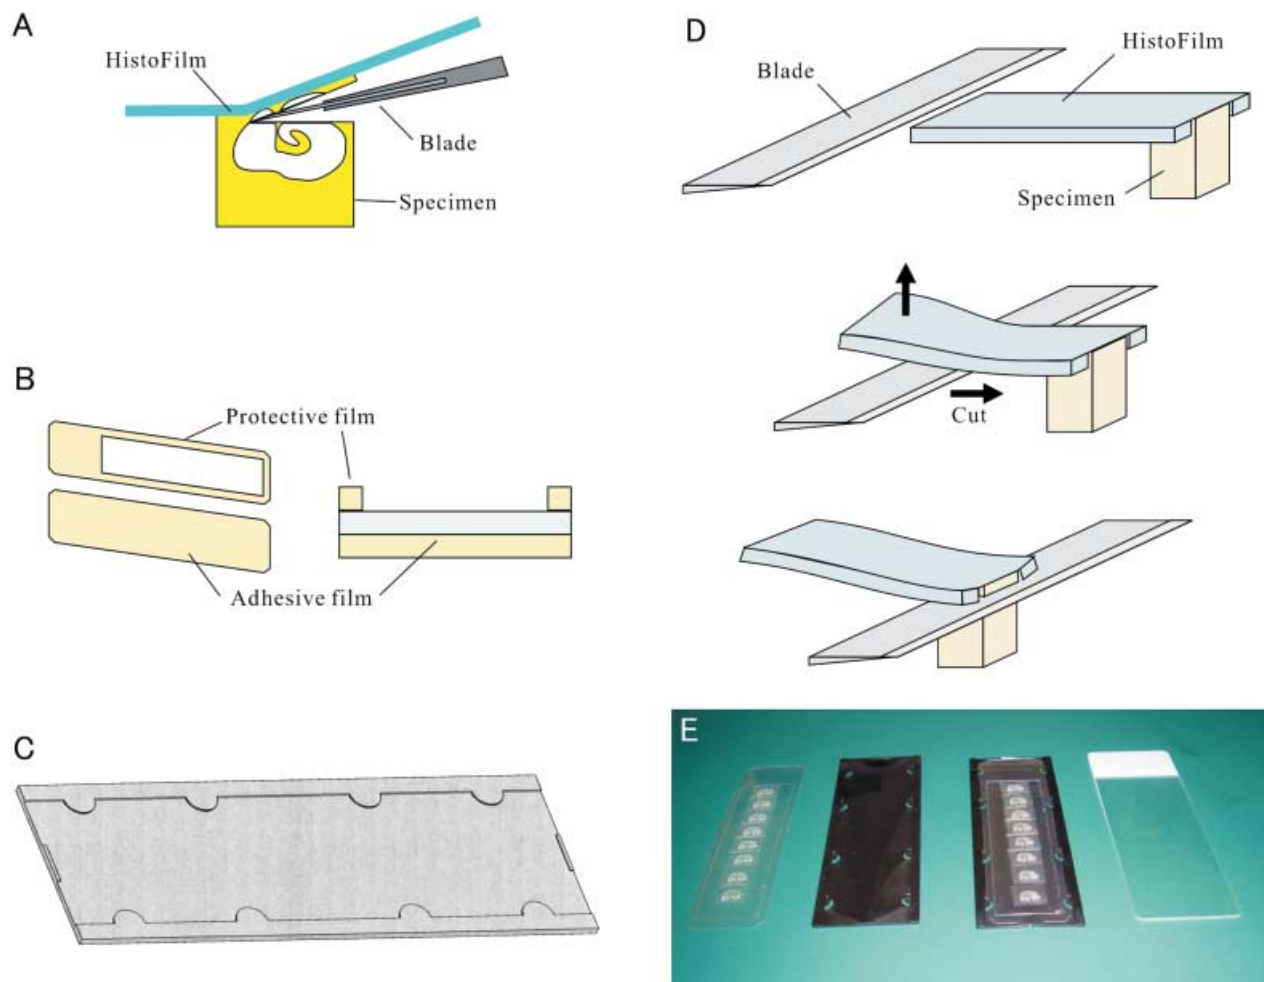 A
HistoFilm
Blade
Specimen
B
Protective film
Adhesive film
C
D
HistoFilm
Blade
Specimen
Cut
E